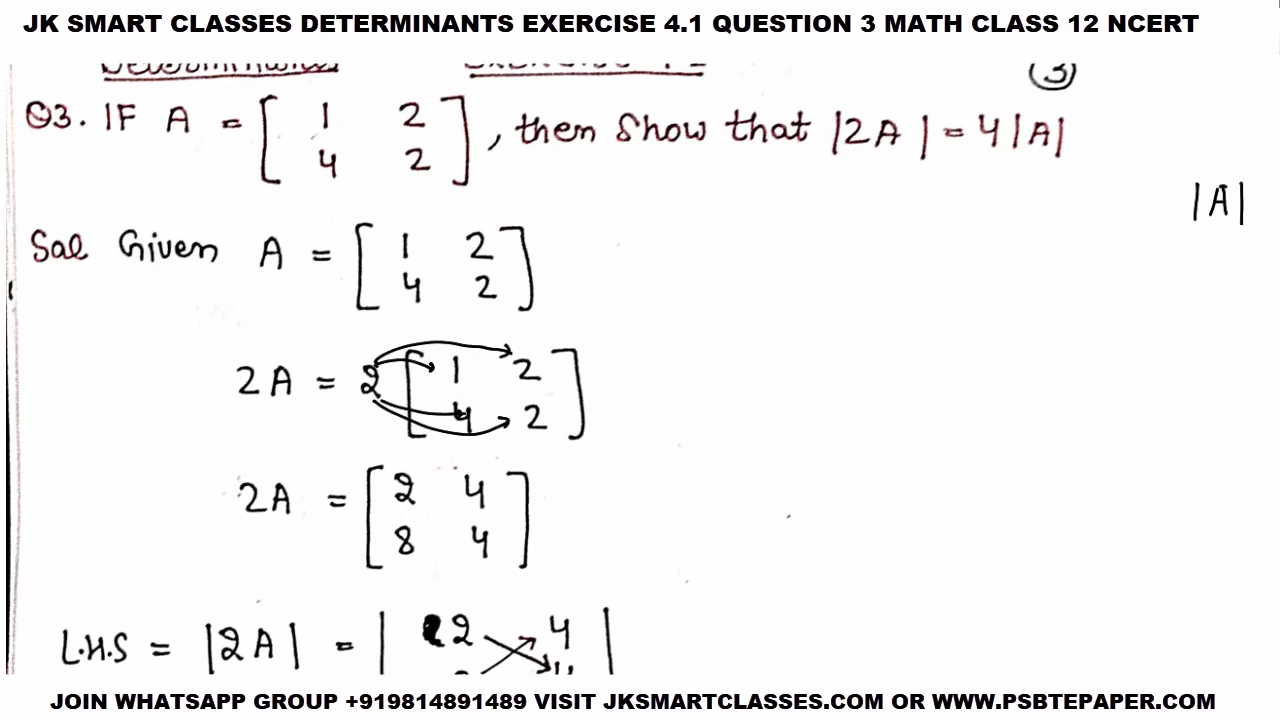 JK SMART CLASSES DETERMINANTS EXERCISE 4.1 QUESTION 3 MATH CLASS 12 NCERT
(3)
Q3. IF A = [ 1 2
4 2 ], then Show that |2A| = 4|A|
|A|
Sol Given A = [ 1 2
4 2 ]
2A = 2 [ 1 2
4 2 ]
2A = [ 2 4
8 4 ]
L.H.S = |2A| = | 2 4 |
JOIN WHATSAPP GROUP +919814891489 VISIT JKSMARTCLASSES.COM OR WWW.PSBTEPAPER.COM